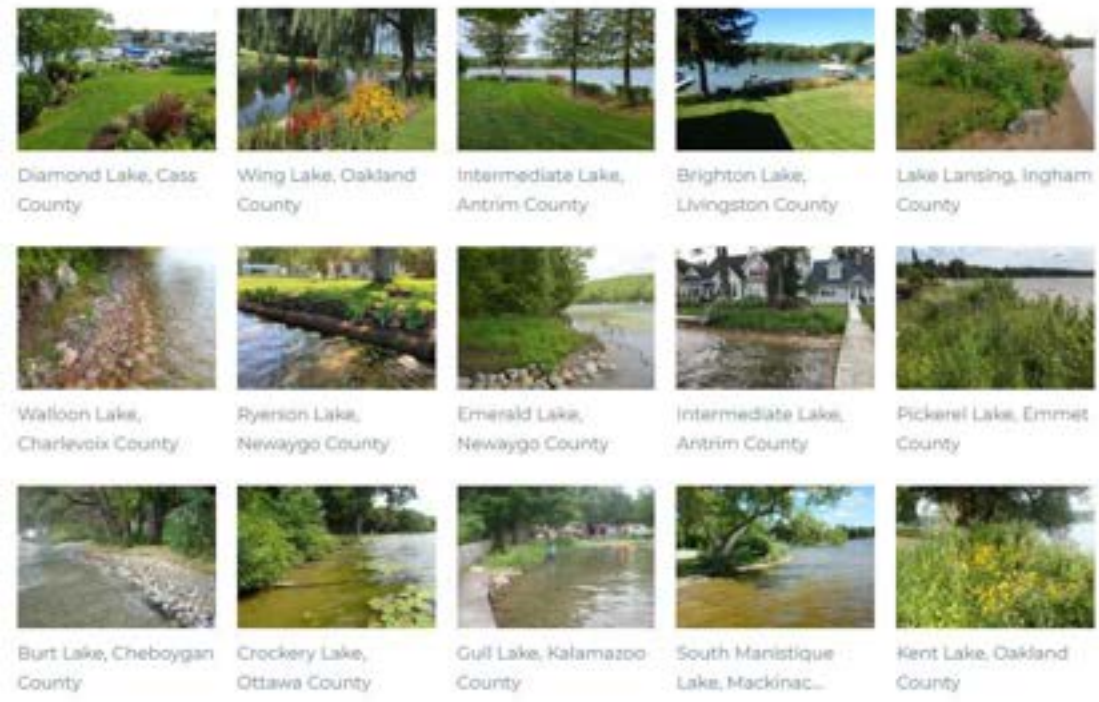 Diamond Lake, Cass
County
Wing Lake, Oakland
County
Intermediate Lake,
Antrim County
Brighton Lake,
Livingston County
Lake Lansing, Ingham
County
Walloon Lake,
Charlevoix County
Ryerson Lake,
Newaygo County
Emerald Lake,
Newaygo County
Intermediate Lake,
Antrim County
Pickerel Lake, Emmet
County
Burt Lake, Cheboygan
County
Crockery Lake,
Ottawa County
Gull Lake, Kalamazoo
County
South Manistique
Lake, Mackinac...
Kent Lake, Oakland
County